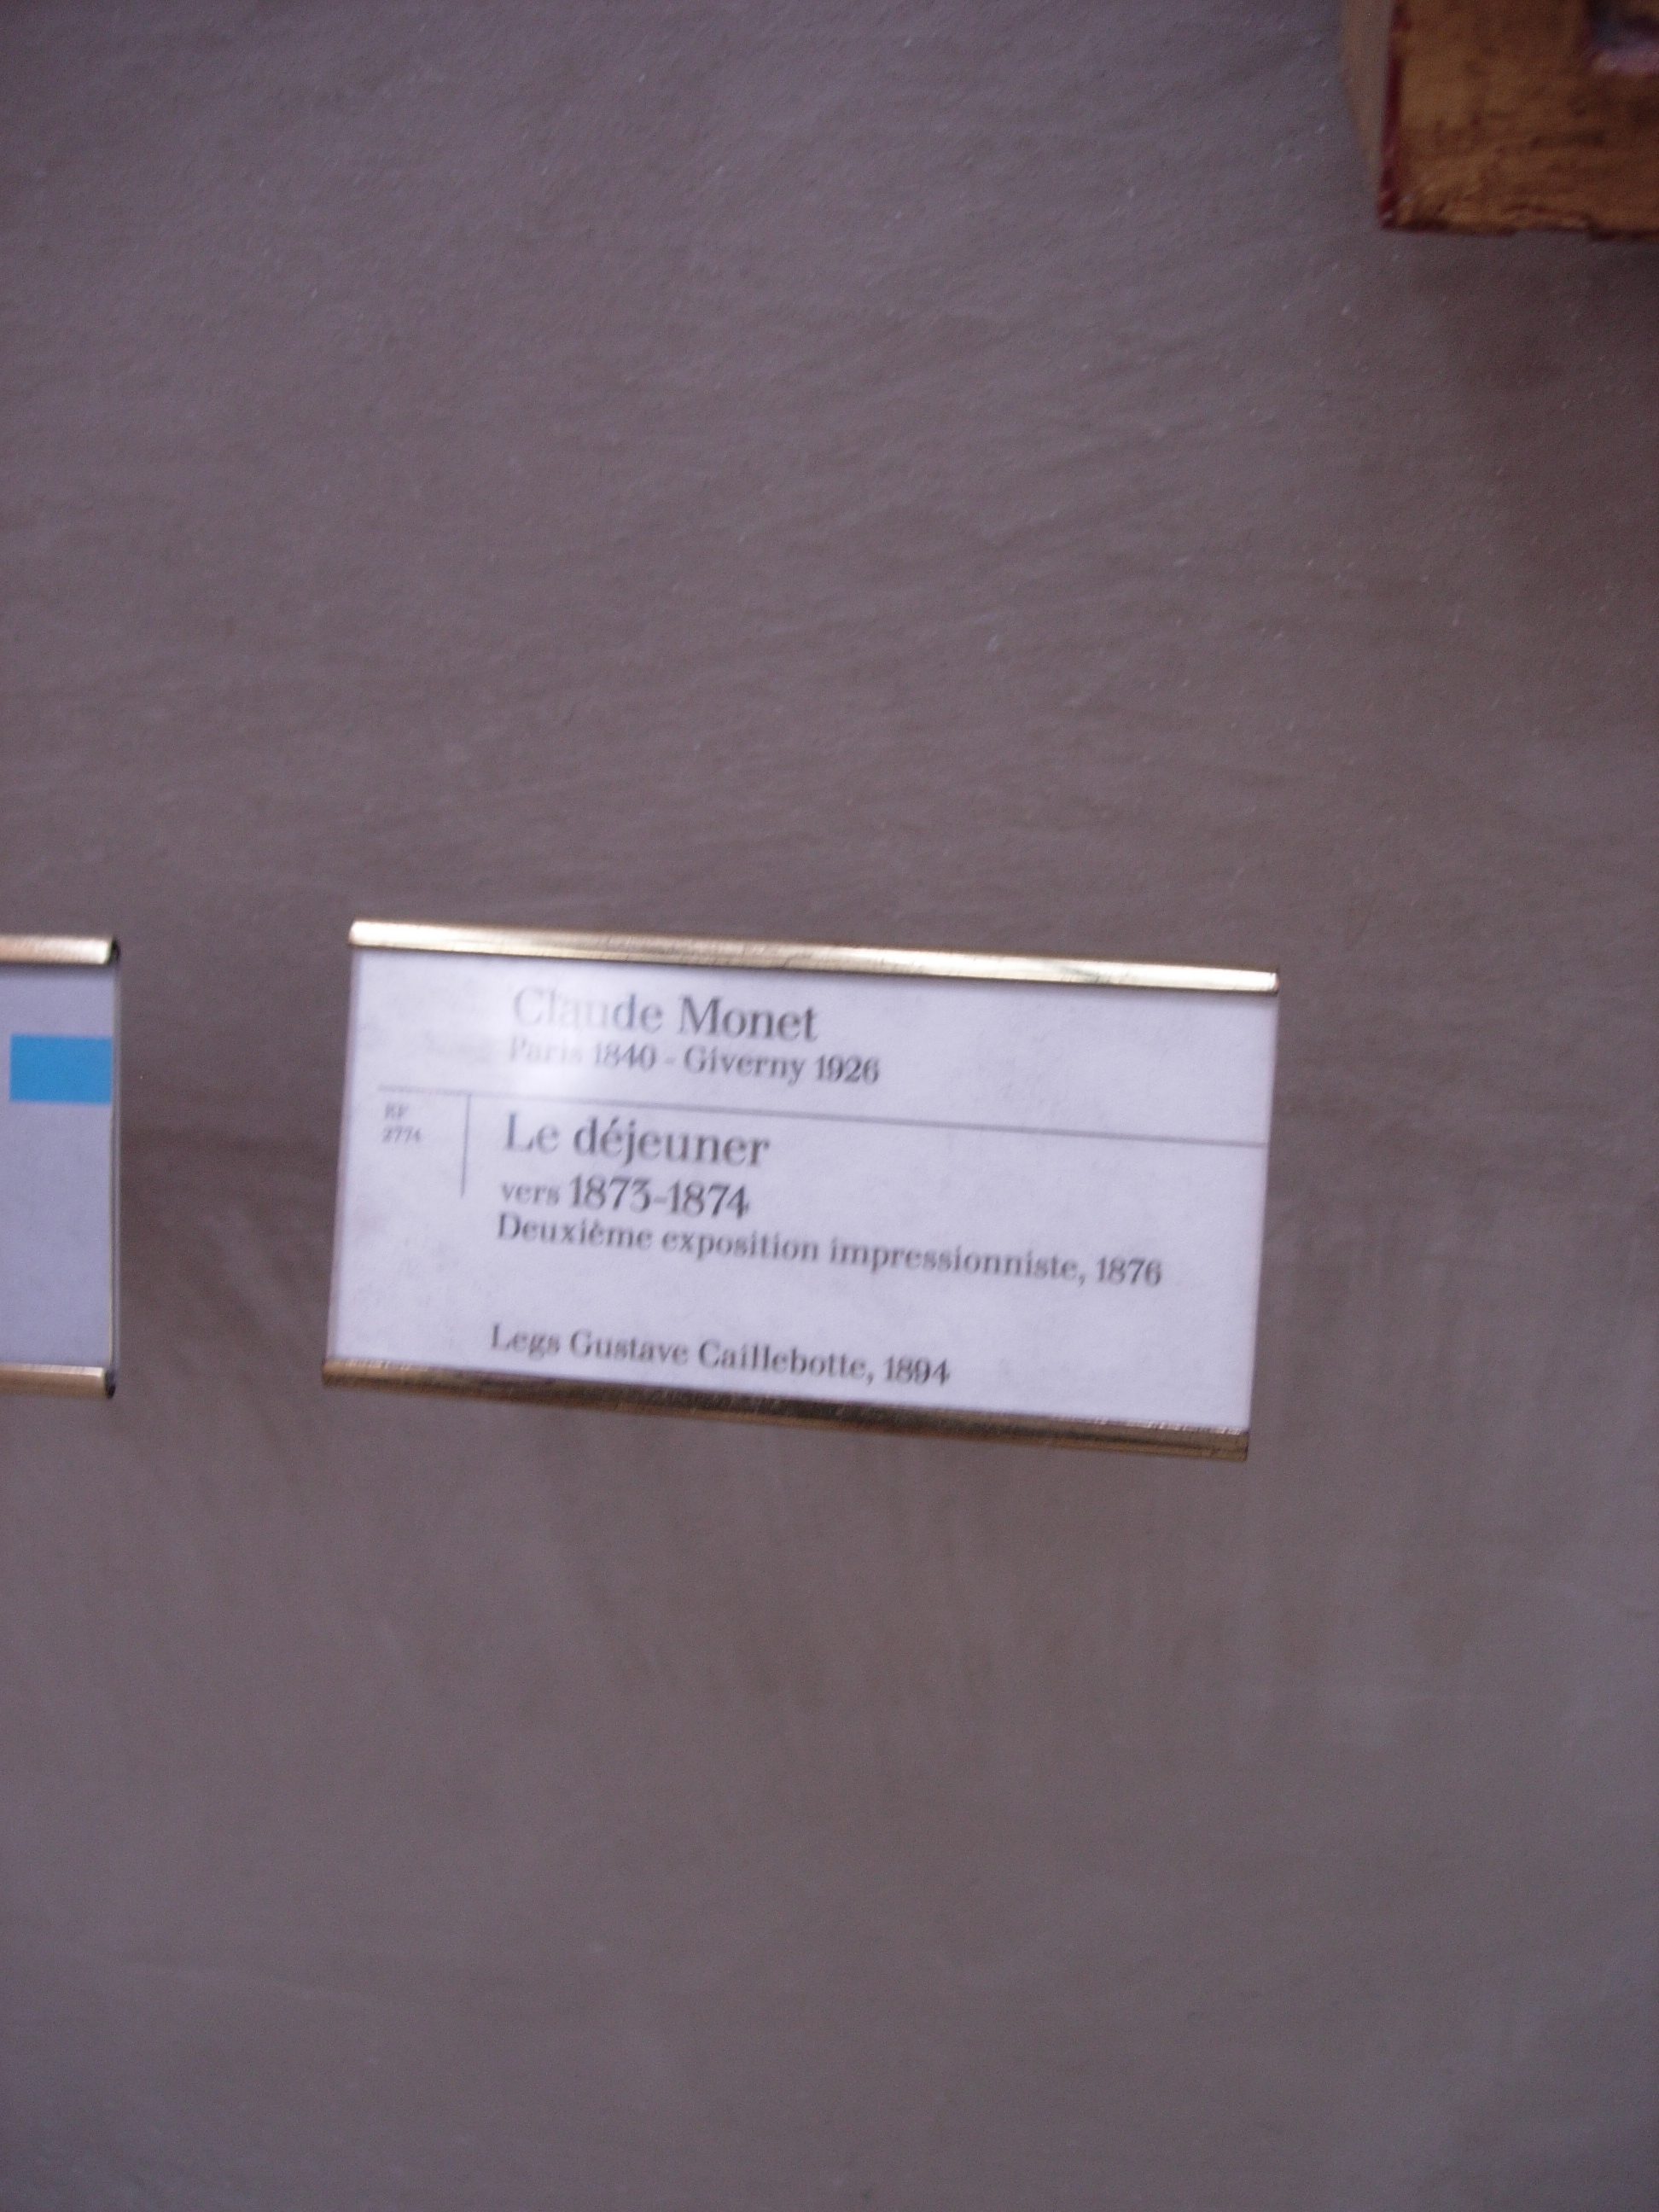 Claude Monet
Paris 1840 - Giverny 1926
RF
2774
Le déjeuner
vers 1873-1874
Deuxième exposition impressionniste, 1876
Legs Gustave Caillebotte, 1894